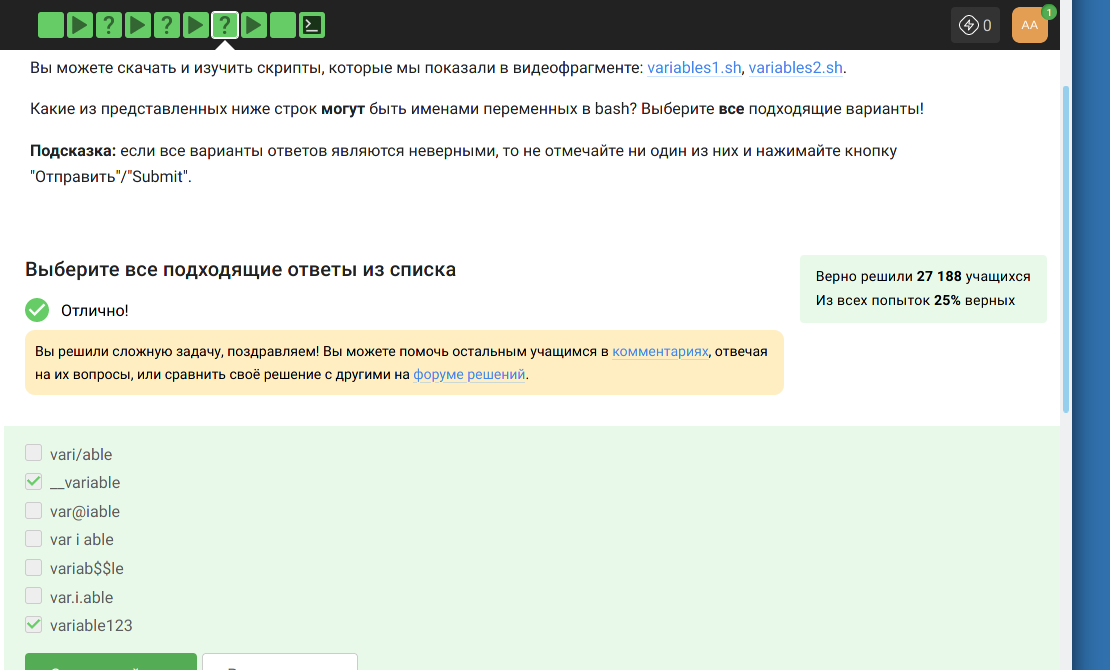 ? ? ?
0
AA
1
Вы можете скачать и изучить скрипты, которые мы показали в видеофрагменте: variables1.sh, variables2.sh.
Какие из представленных ниже строк могут быть именами переменных в bash? Выберите все подходящие варианты!
Подсказка: если все варианты ответов являются неверными, то не отмечайте ни один из них и нажимайте кнопку
"Отправить"/"Submit".
Выберите все подходящие ответы из списка
Верно решили 27 188 учащихся
Из всех попыток 25% верных
Отлично!
Вы решили сложную задачу, поздравляем! Вы можете помочь остальным учащимся в комментариях, отвечая
на их вопросы, или сравнить своё решение с другими на форуме решений.
vari/able
__variable
var@iable
var i able
variab$$le
var.i.able
variable123